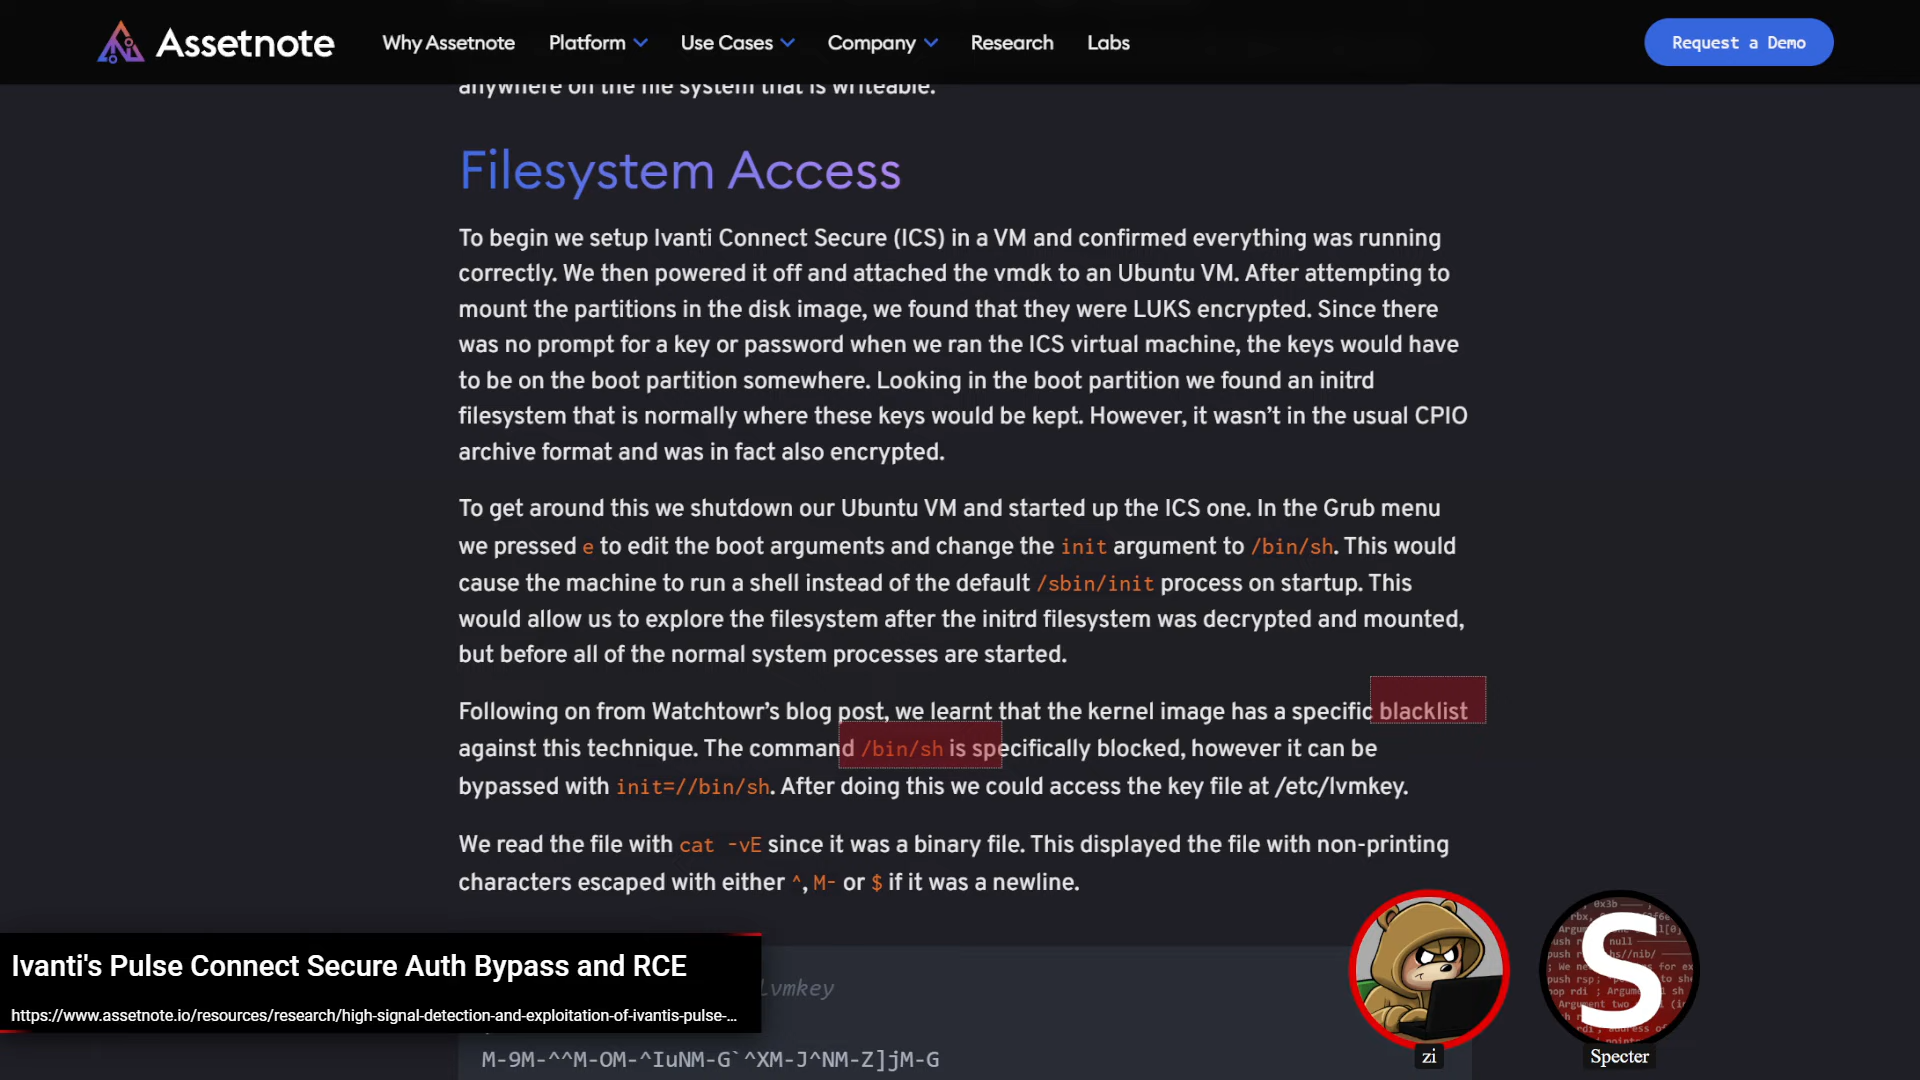 Assetnote
Why Assetnote Platform Use Cases Company Research Labs
Request a Demo
anywhere on the file system that is writeable.
Filesystem Access
To begin we setup Ivanti Connect Secure (ICS) in a VM and confirmed everything was running
correctly. We then powered it off and attached the vmdk to an Ubuntu VM. After attempting to
mount the partitions in the disk image, we found that they were LUKS encrypted. Since there
was no prompt for a key or password when we ran the ICS virtual machine, the keys would have
to be on the boot partition somewhere. Looking in the boot partition we found an initrd
filesystem that is normally where these keys would be kept. However, it wasn’t in the usual CPIO
archive format and was in fact also encrypted.
To get around this we shutdown our Ubuntu VM and started up the ICS one. In the Grub menu
we pressed e to edit the boot arguments and change the init argument to /bin/sh. This would
cause the machine to run a shell instead of the default /sbin/init process on startup. This
would allow us to explore the filesystem after the initrd filesystem was decrypted and mounted,
but before all of the normal system processes are started.
Following on from Watchtowr’s blog post, we learnt that the kernel image has a specific blacklist
against this technique. The command /bin/sh is specifically blocked, however it can be
bypassed with init=//bin/sh. After doing this we could access the key file at /etc/lvmkey.
We read the file with cat -vE since it was a binary file. This displayed the file with non-printing
characters escaped with either ^, M- or $ if it was a newline.
lvmkey
M-9M-^^M-OM-^IuNM-G`^XM-J^NM-Z]jM-G
Ivanti's Pulse Connect Secure Auth Bypass and RCE
https://www.assetnote.io/resources/research/high-signal-detection-and-exploitation-of-ivantis-pulse-...
zi
S
Specter